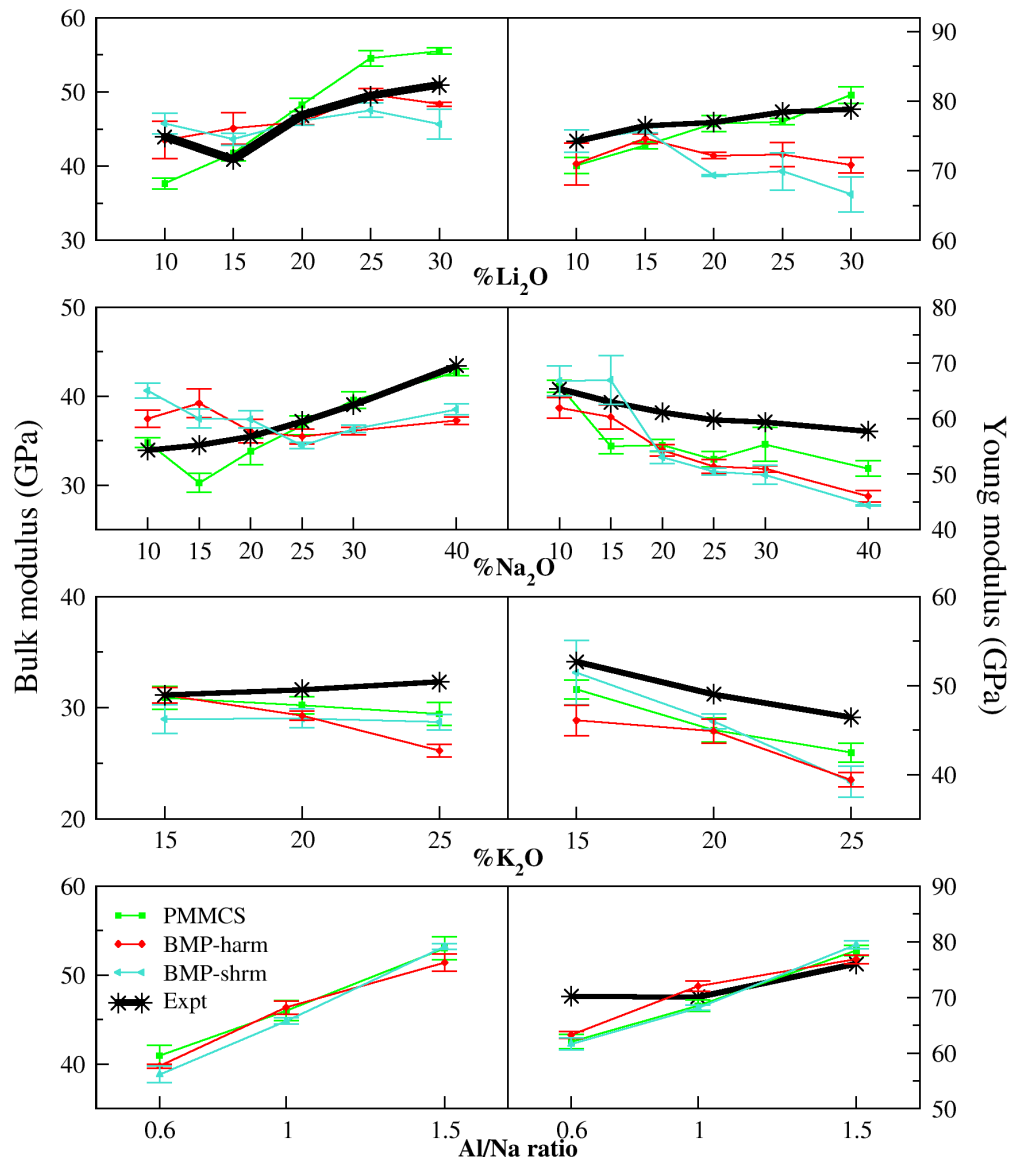 60
50
40
30
10 15 20 25 30
90
80
70
60
10 15 20 25 30
%Li₂O
50
40
30
10 15 20 25 30 40
80
70
60
50
40
10 15 20 25 30 40
%Na₂O
Bulk modulus (GPa)
Young modulus (GPa)
40
30
20
15 20 25
60
50
40
15 20 25
%K₂O
60
50
40
PMMCS
BMP-harm
BMP-shrm
Expt
0.6 1 1.5
90
80
70
60
50
0.6 1 1.5
Al/Na ratio